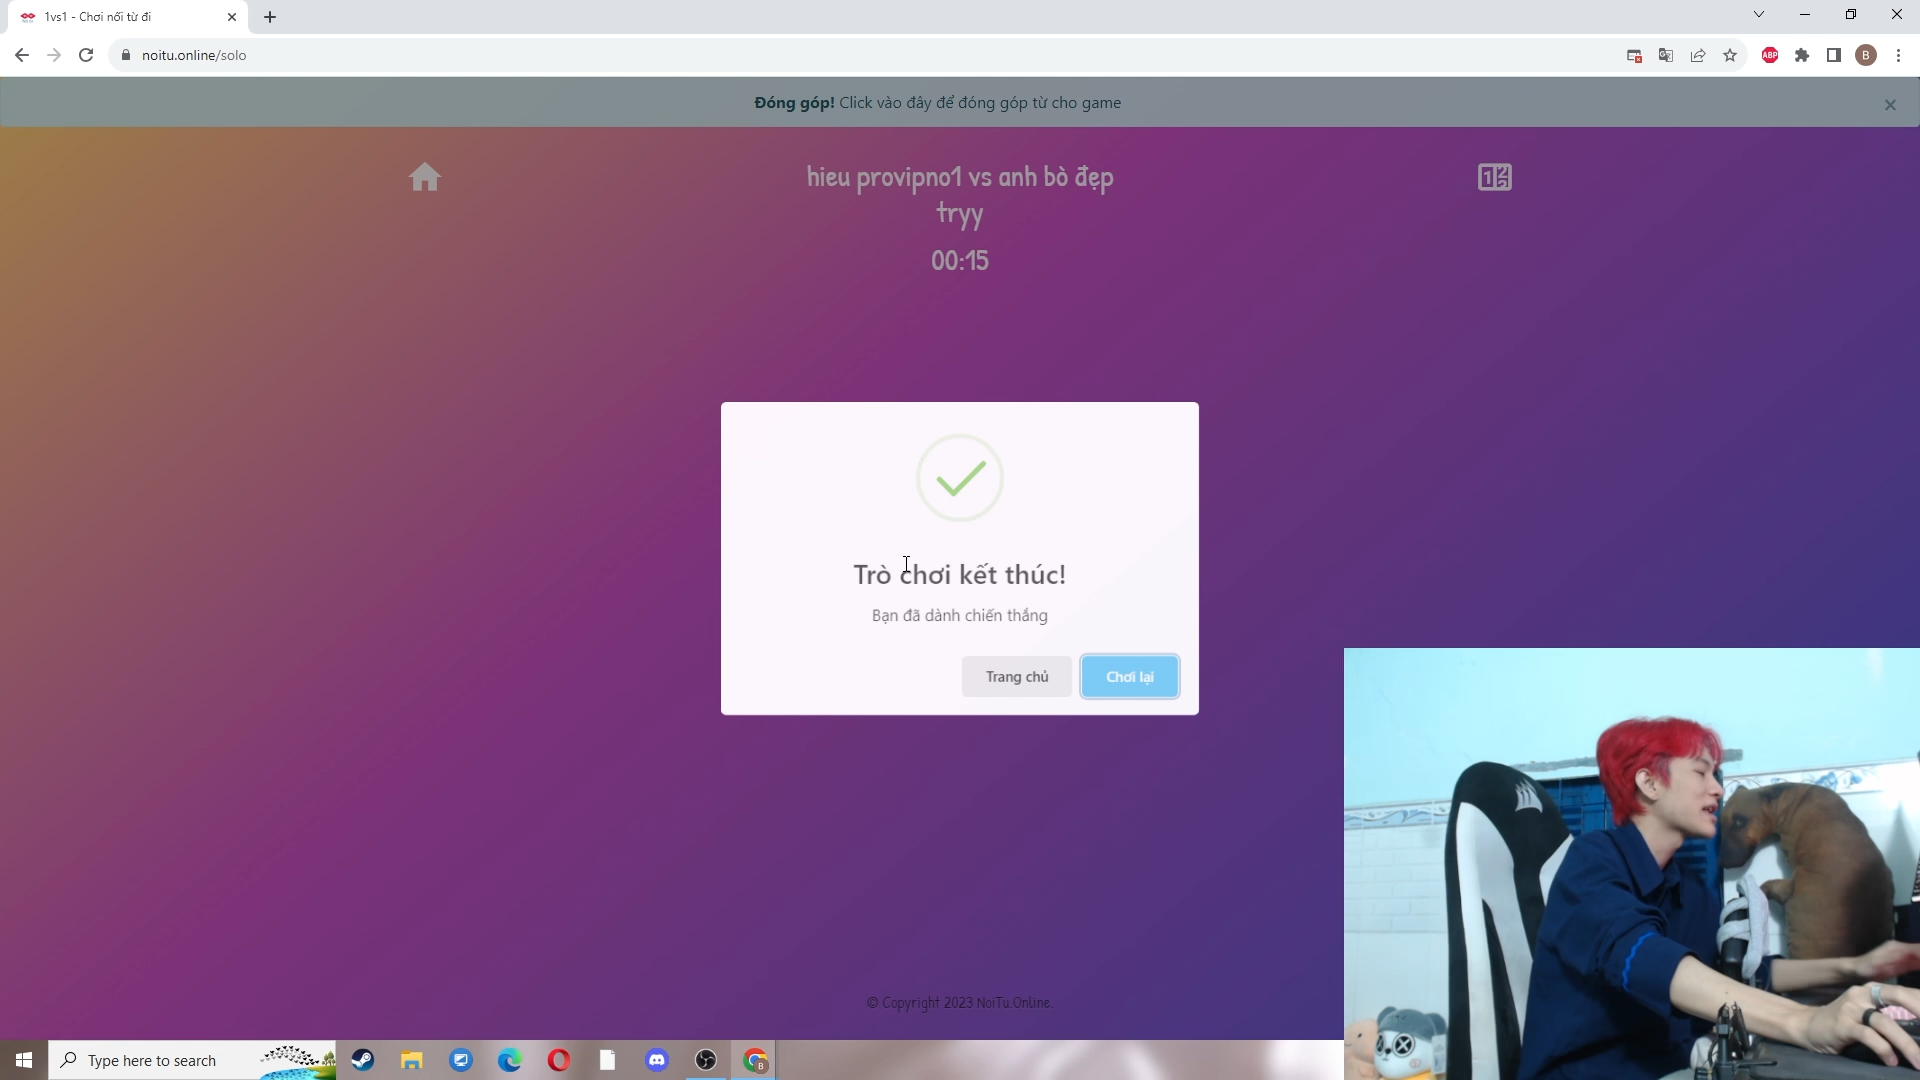 1vs1 - Chơi nối từ đi
noitu.online/solo
ABP
B
Đóng góp! Click vào đây để đóng góp từ cho game
hieu provipno1 vs anh bò đẹp
tryy
00:15
Trò chơi kết thúc!
Bạn đã dành chiến thắng
Trang chủ
Chơi lại
© Copyright 2023 NoiTu.Online.
Type here to search